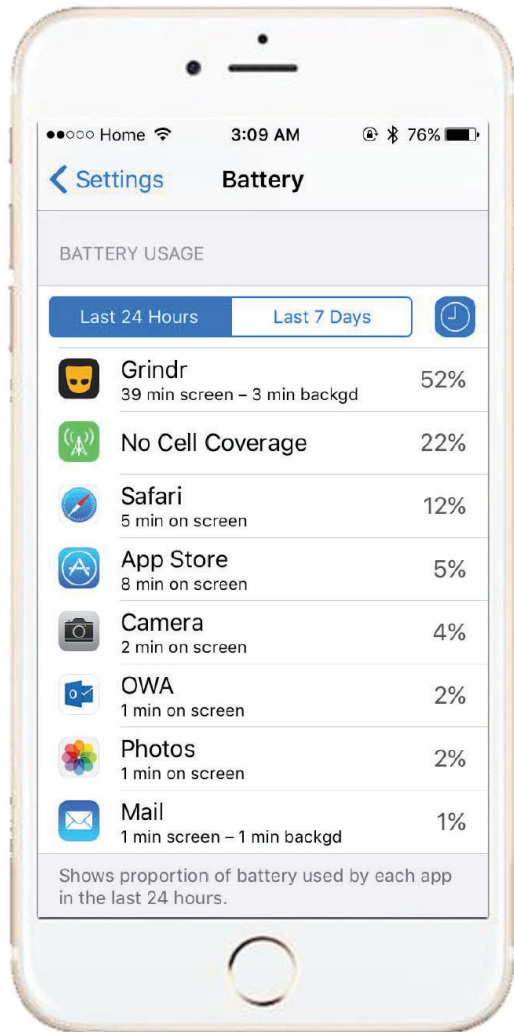 Home 3:09 AM 76%
Settings Battery
BATTERY USAGE
Last 24 Hours Last 7 Days
Grindr 52%
39 min screen – 3 min backgd
No Cell Coverage 22%
Safari 12%
5 min on screen
App Store 5%
8 min on screen
Camera 4%
2 min on screen
OWA 2%
1 min on screen
Photos 2%
1 min on screen
Mail 1%
1 min screen – 1 min backgd
Shows proportion of battery used by each app
in the last 24 hours.